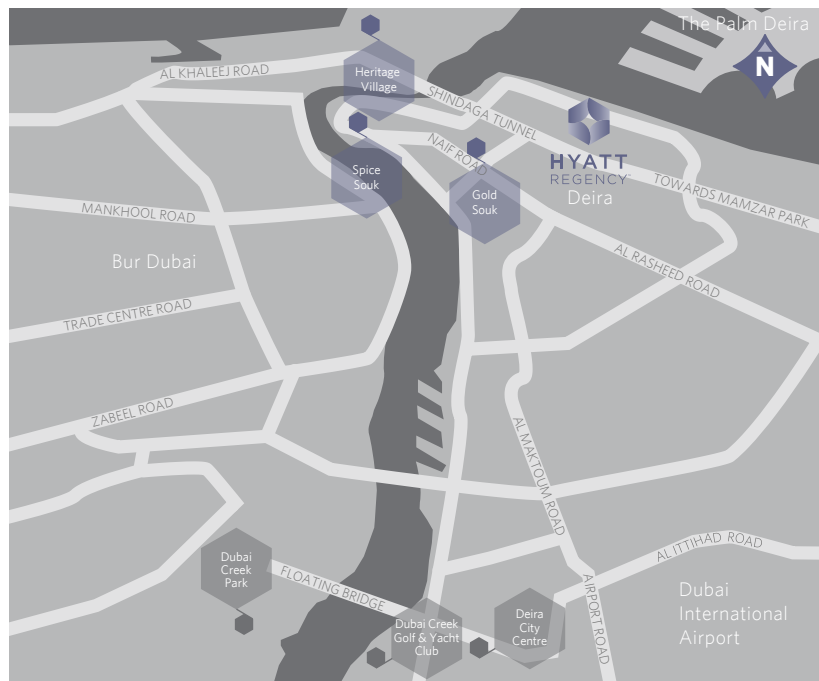 The Palm Deira
N
AL KHALEEJ ROAD
Heritage
Village
SHINDAGA TUNNEL
NAIF ROAD
HYATT
REGENCY™
Deira
Spice
Souk
Gold
Souk
TOWARDS MAMZAR PARK
MANKHOOL ROAD
AL RASHEED ROAD
Bur Dubai
TRADE CENTRE ROAD
ZABEEL ROAD
AL MAKTOUM ROAD
AL ITTIHAD ROAD
Dubai
Creek
Park
FLOATING BRIDGE
AIRPORT ROAD
Dubai
International
Airport
Dubai Creek
Golf & Yacht
Club
Deira
City
Centre